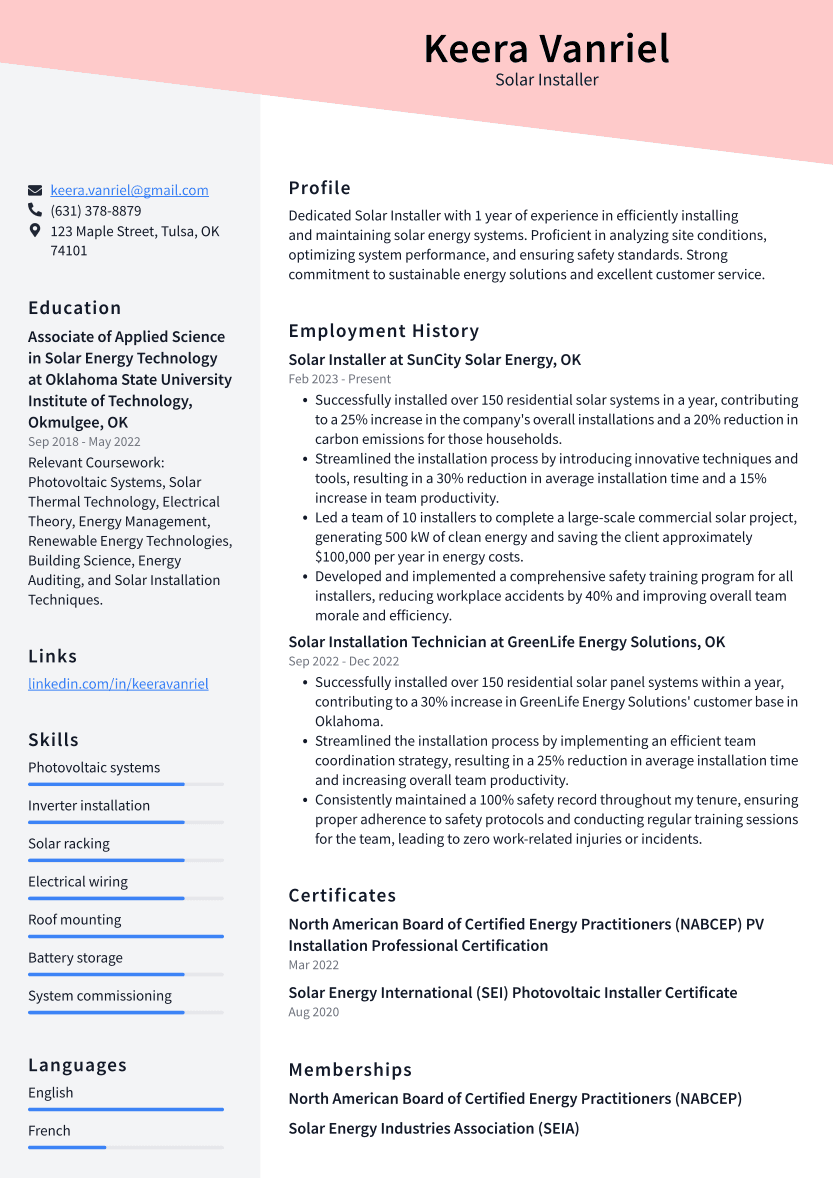 Keera Vanriel
Solar Installer
keera.vanriel@gmail.com
(631) 378-8879
123 Maple Street, Tulsa, OK
74101
Education
Associate of Applied Science
in Solar Energy Technology
at Oklahoma State University
Institute of Technology,
Okmulgee, OK
Sep 2018 - May 2022
Relevant Coursework:
Photovoltaic Systems, Solar
Thermal Technology, Electrical
Theory, Energy Management,
Renewable Energy Technologies,
Building Science, Energy
Auditing, and Solar Installation
Techniques.
Links
linkedin.com/in/keeravanriel
Skills
Photovoltaic systems
Inverter installation
Solar racking
Electrical wiring
Roof mounting
Battery storage
System commissioning
Languages
English
French
Profile
Dedicated Solar Installer with 1 year of experience in efficiently installing
and maintaining solar energy systems. Proficient in analyzing site conditions,
optimizing system performance, and ensuring safety standards. Strong
commitment to sustainable energy solutions and excellent customer service.
Employment History
Solar Installer at SunCity Solar Energy, OK
Feb 2023 - Present
• Successfully installed over 150 residential solar systems in a year, contributing
to a 25% increase in the company's overall installations and a 20% reduction in
carbon emissions for those households.
• Streamlined the installation process by introducing innovative techniques and
tools, resulting in a 30% reduction in average installation time and a 15%
increase in team productivity.
• Led a team of 10 installers to complete a large-scale commercial solar project,
generating 500 kW of clean energy and saving the client approximately
$100,000 per year in energy costs.
• Developed and implemented a comprehensive safety training program for all
installers, reducing workplace accidents by 40% and improving overall team
morale and efficiency.
Solar Installation Technician at GreenLife Energy Solutions, OK
Sep 2022 - Dec 2022
• Successfully installed over 150 residential solar panel systems within a year,
contributing to a 30% increase in GreenLife Energy Solutions' customer base in
Oklahoma.
• Streamlined the installation process by implementing an efficient team
coordination strategy, resulting in a 25% reduction in average installation time
and increasing overall team productivity.
• Consistently maintained a 100% safety record throughout my tenure, ensuring
proper adherence to safety protocols and conducting regular training sessions
for the team, leading to zero work-related injuries or incidents.
Certificates
North American Board of Certified Energy Practitioners (NABCEP) PV
Installation Professional Certification
Mar 2022
Solar Energy International (SEI) Photovoltaic Installer Certificate
Aug 2020
Memberships
North American Board of Certified Energy Practitioners (NABCEP)
Solar Energy Industries Association (SEIA)